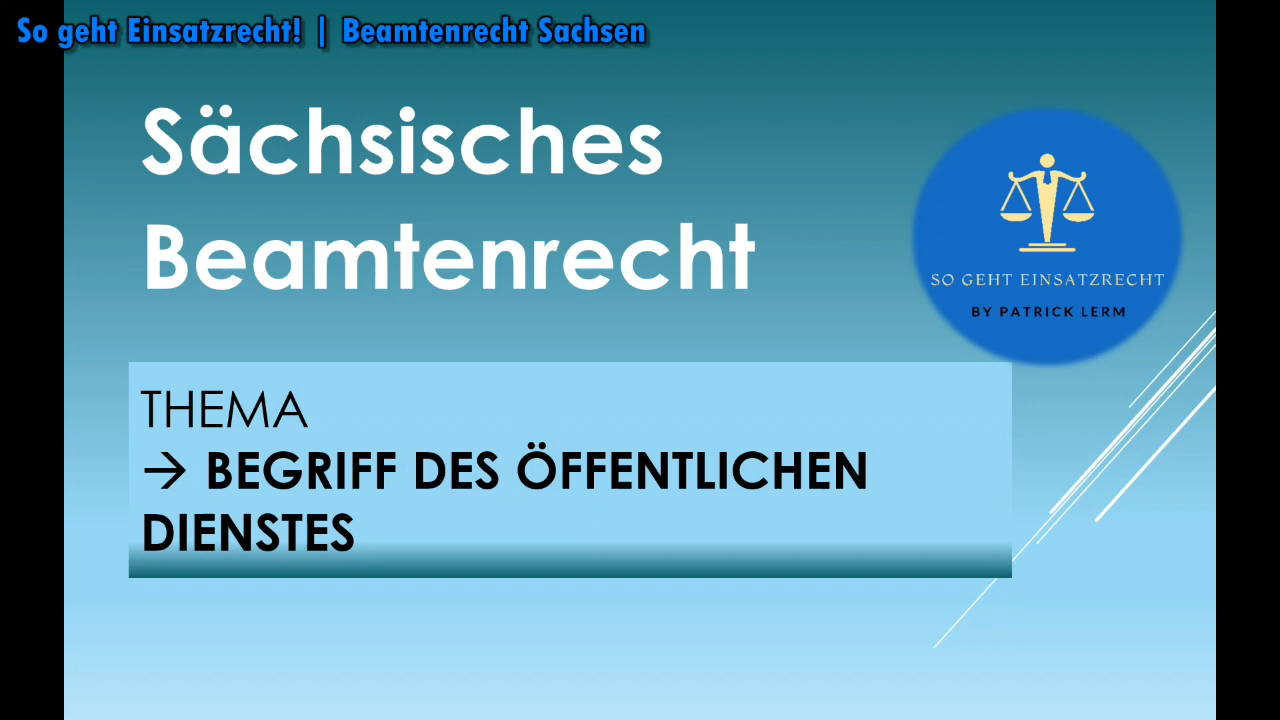 So geht Einsatzrecht! | Beamtenrecht Sachsen
Sächsisches
Beamtenrecht
SO GEHT EINSATZRECHT
BY PATRICK LERM
THEMA
→ BEGRIFF DES ÖFFENTLICHEN
DIENSTES